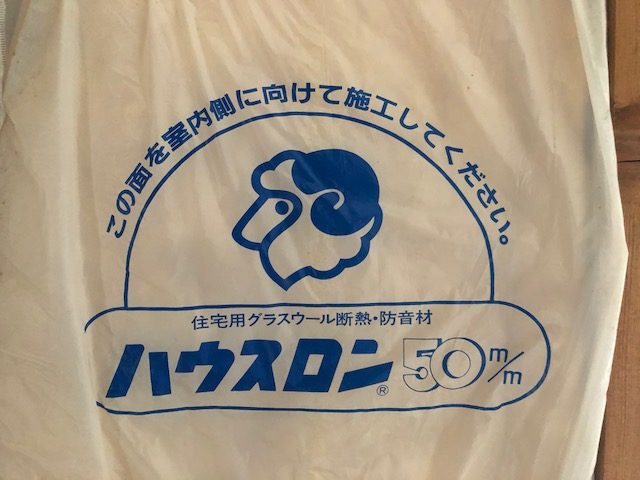 この面を室内側に向けて施工してください。
住宅用グラスウール断熱・防音材
ハウスロン® 50m/m